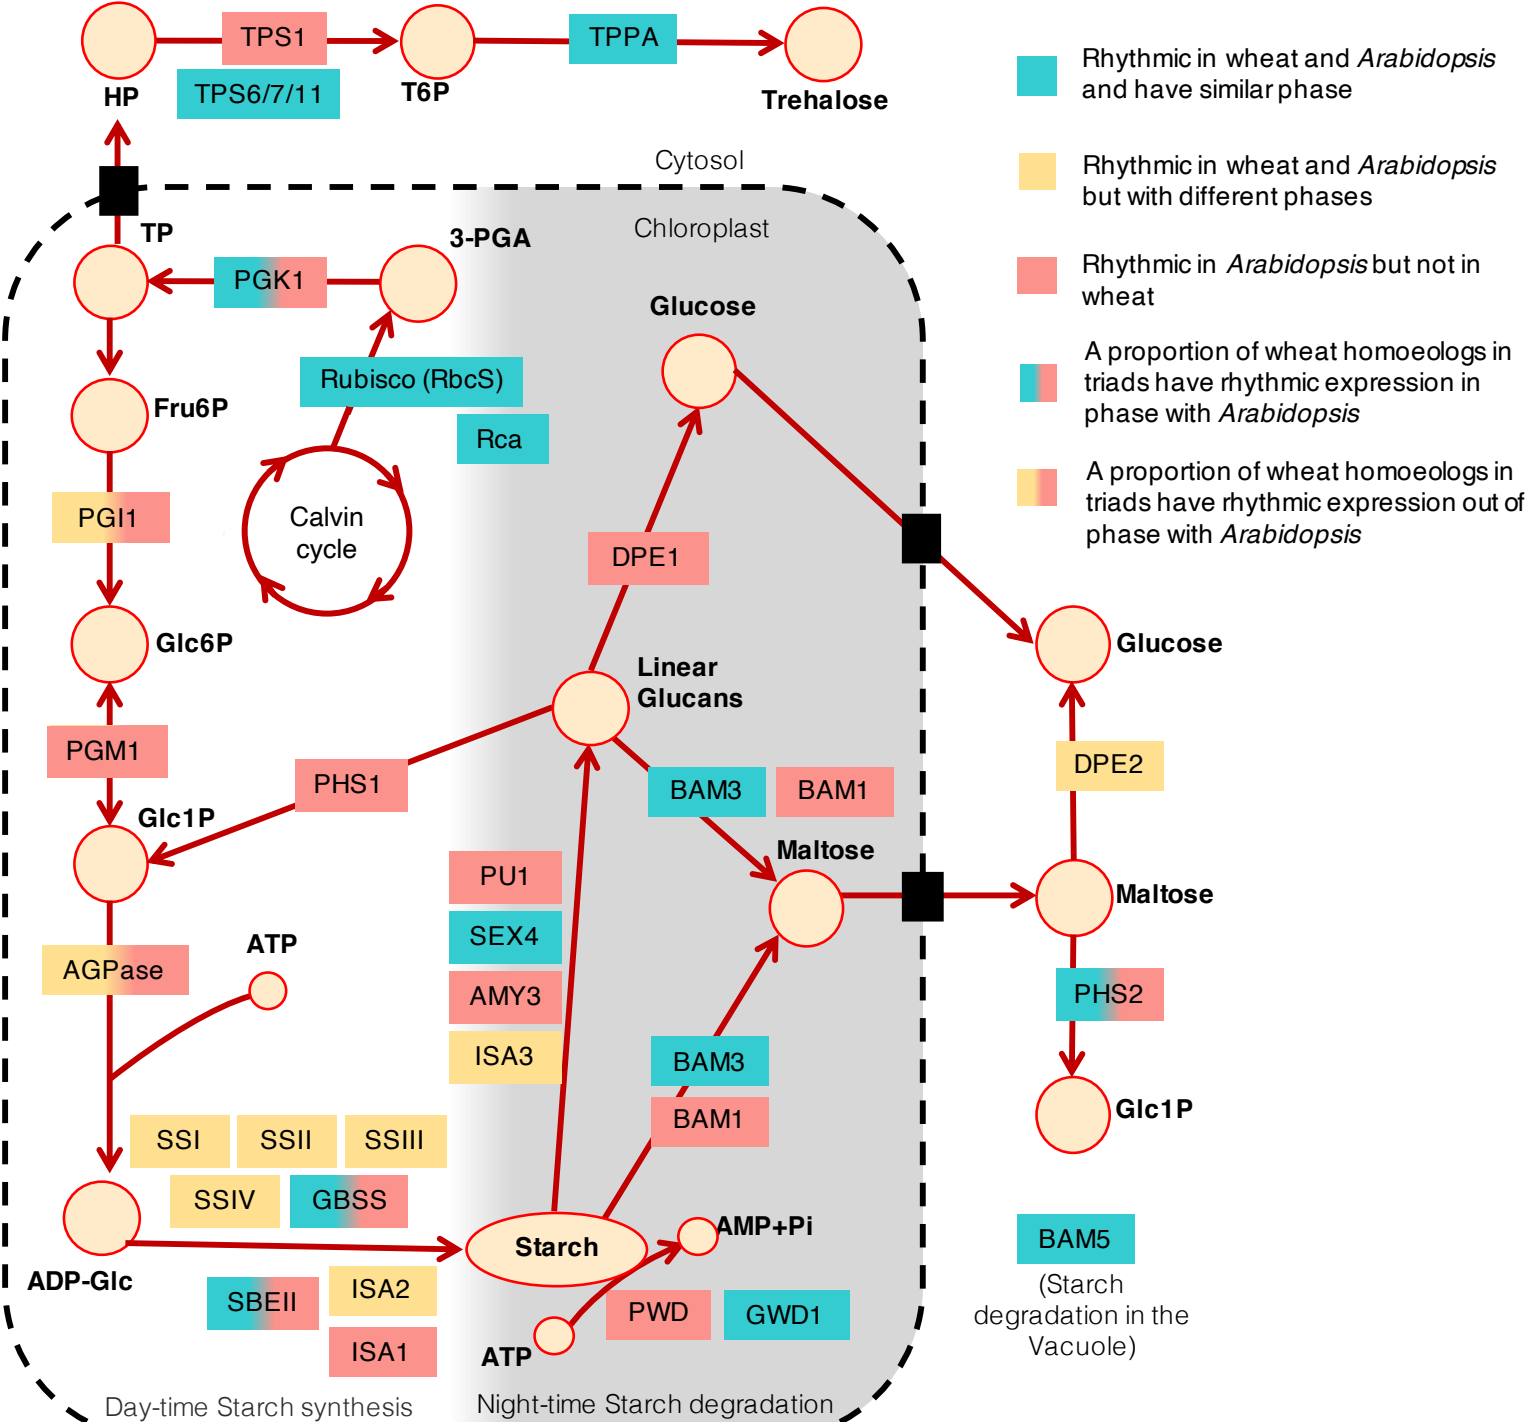 TPS1
TPPA
TPS6/7/11
HP
T6P
Trehalose
Cytosol
Chloroplast
TP
3-PGA
PGK1
Glucose
Rubisco (RbcS)
Rca
Fru6P
PGI1
Calvin
cycle
DPE1
Glc6P
Linear
Glucans
PGM1
PHS1
BAM3
BAM1
Glc1P
Maltose
PU1
SEX4
AMY3
ISA3
AGPase
ATP
BAM3
BAM1
SSI
SSII
SSIII
SSIV
GBSS
ADP-Glc
Starch
AMP+Pi
SBEII
ISA2
ISA1
PWD
GWD1
ATP
Day-time Starch synthesis
Night-time Starch degradation
Rhythmic in wheat and Arabidopsis
and have similar phase
Rhythmic in wheat and Arabidopsis
but with different phases
Rhythmic in Arabidopsis but not in
wheat
A proportion of wheat homoeologs in
triads have rhythmic expression in
phase with Arabidopsis
A proportion of wheat homoeologs in
triads have rhythmic expression out of
phase with Arabidopsis
Glucose
DPE2
Maltose
PHS2
Glc1P
BAM5
(Starch
degradation in the
Vacuole)